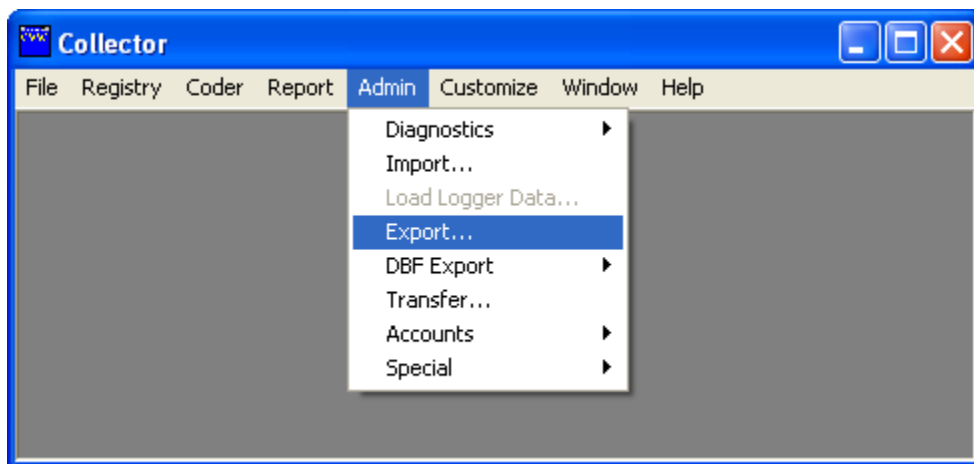 Collector
File Registry Coder Report Admin Customize Window Help
Diagnostics
Import...
Load Logger Data...
Export...
DBF Export
Transfer...
Accounts
Special